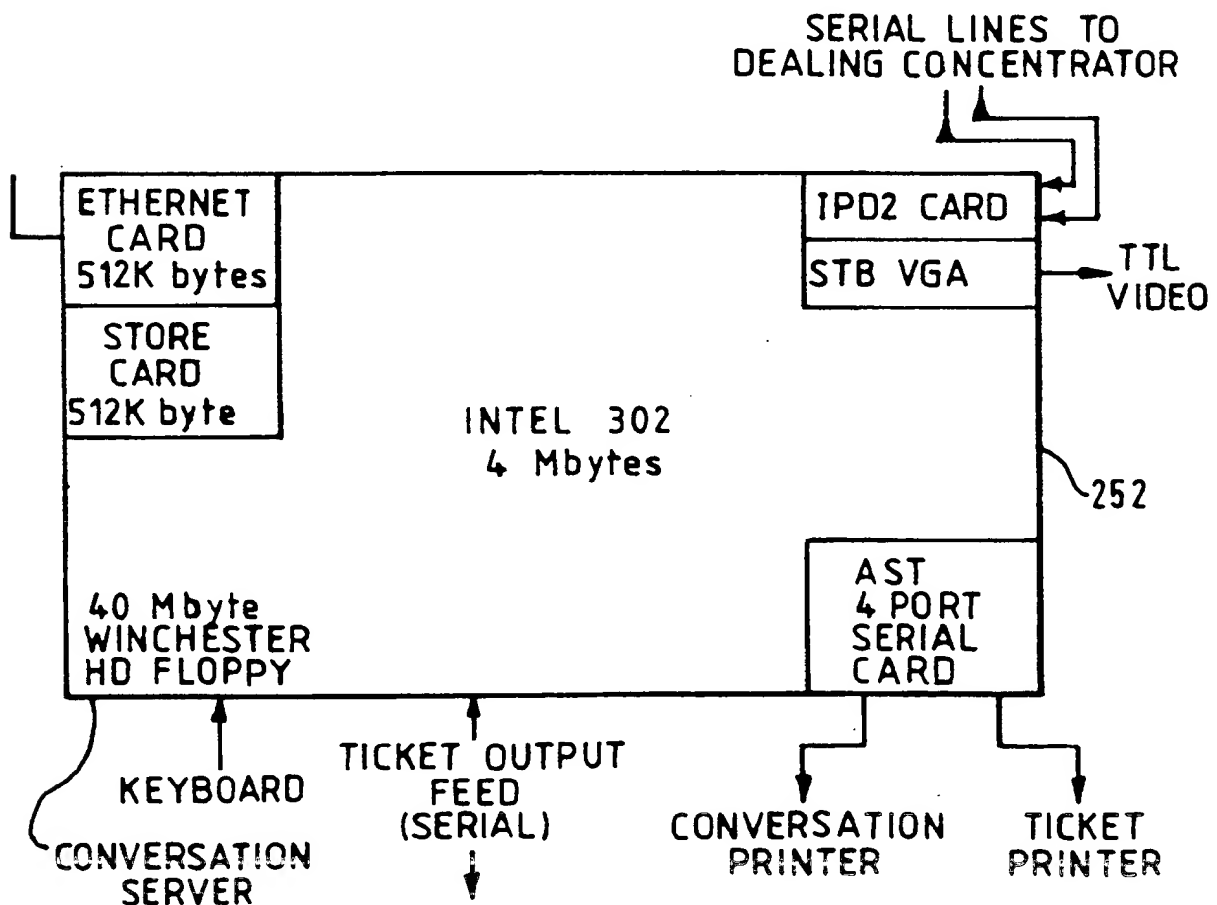 SERIAL LINES TO
DEALING CONCENTRATOR
ETHERNET
CARD
512K bytes
STORE
CARD
512K byte
IPD2 CARD
STB VGA
TTL
VIDEO
INTEL 302
4 Mbytes
252
40 Mbyte
WINCHESTER
HD FLOPPY
AST
4 PORT
SERIAL
CARD
KEYBOARD
CONVERSATION
SERVER
TICKET OUTPUT
FEED
(SERIAL)
CONVERSATION
PRINTER
TICKET
PRINTER